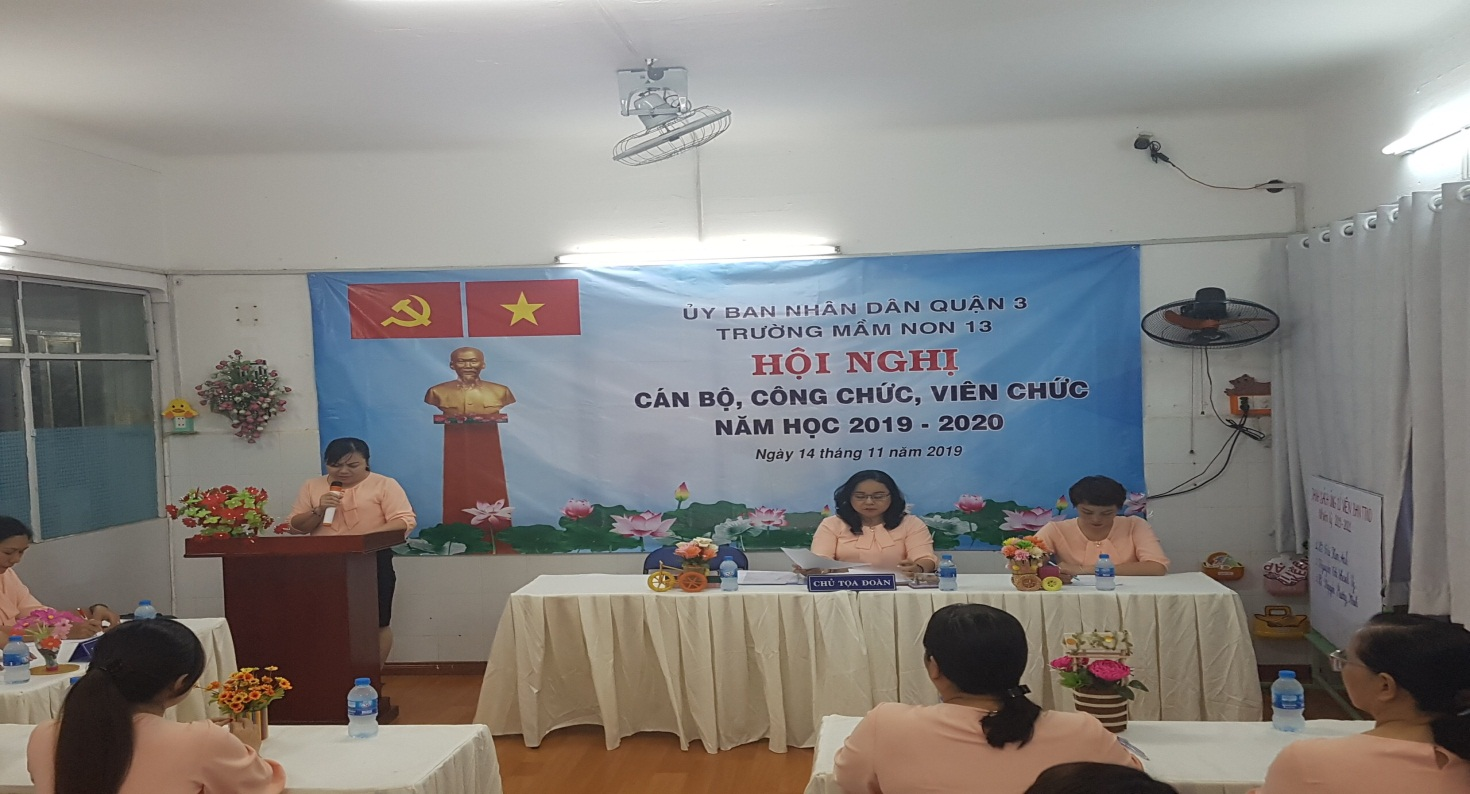 ỦY BAN NHÂN DÂN QUẬN 3
TRƯỜNG MẦM NON 13
HỘI NGHỊ
CÁN BỘ, CÔNG CHỨC, VIÊN CHỨC
NĂM HỌC 2019 - 2020
Ngày 14 tháng 11 năm 2019
CHỦ TỌA ĐOÀN